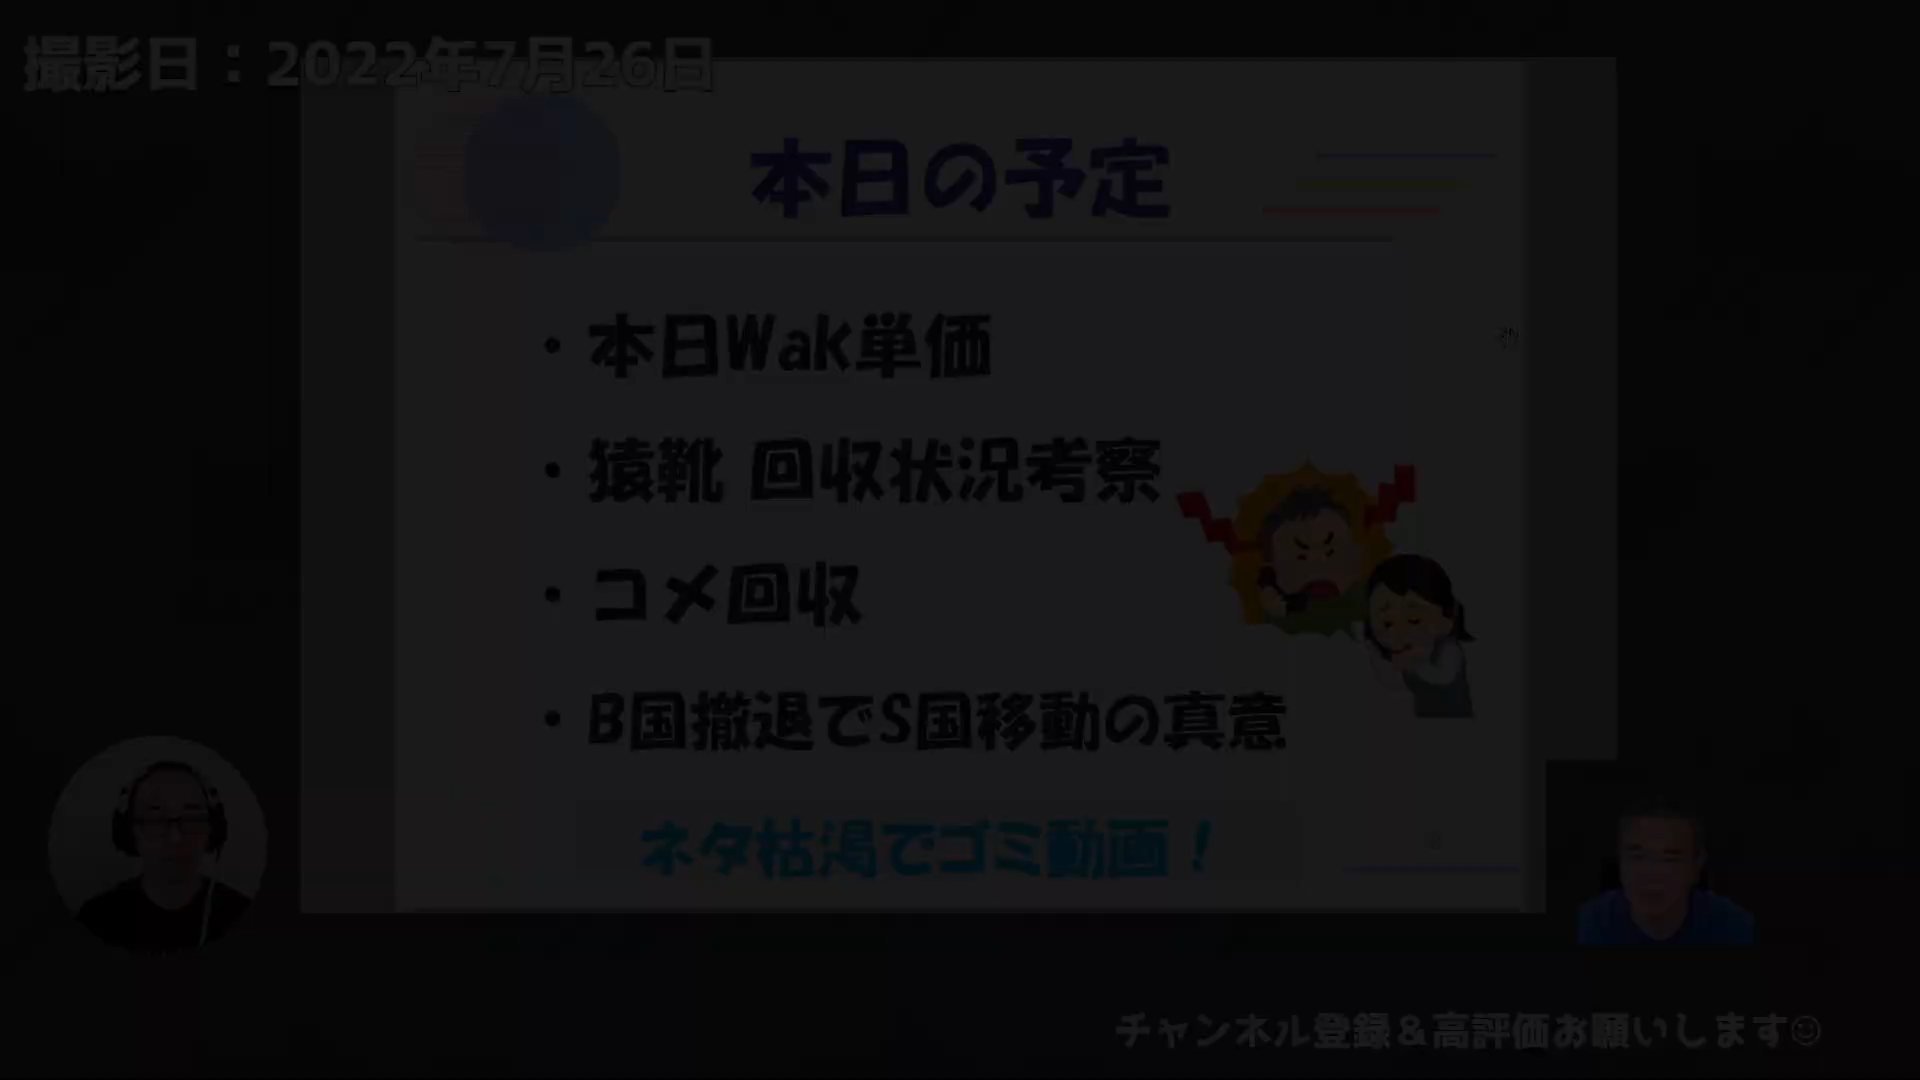 撮影日：2022年7月26日
本日の予定
・本日Wak単価
・猿靴 回収状況考察
・コメ回収
・B国撤退でS国移動の真意
ネタ枯渇でゴミ動画！
チャンネル登録＆高評価お願いします☺